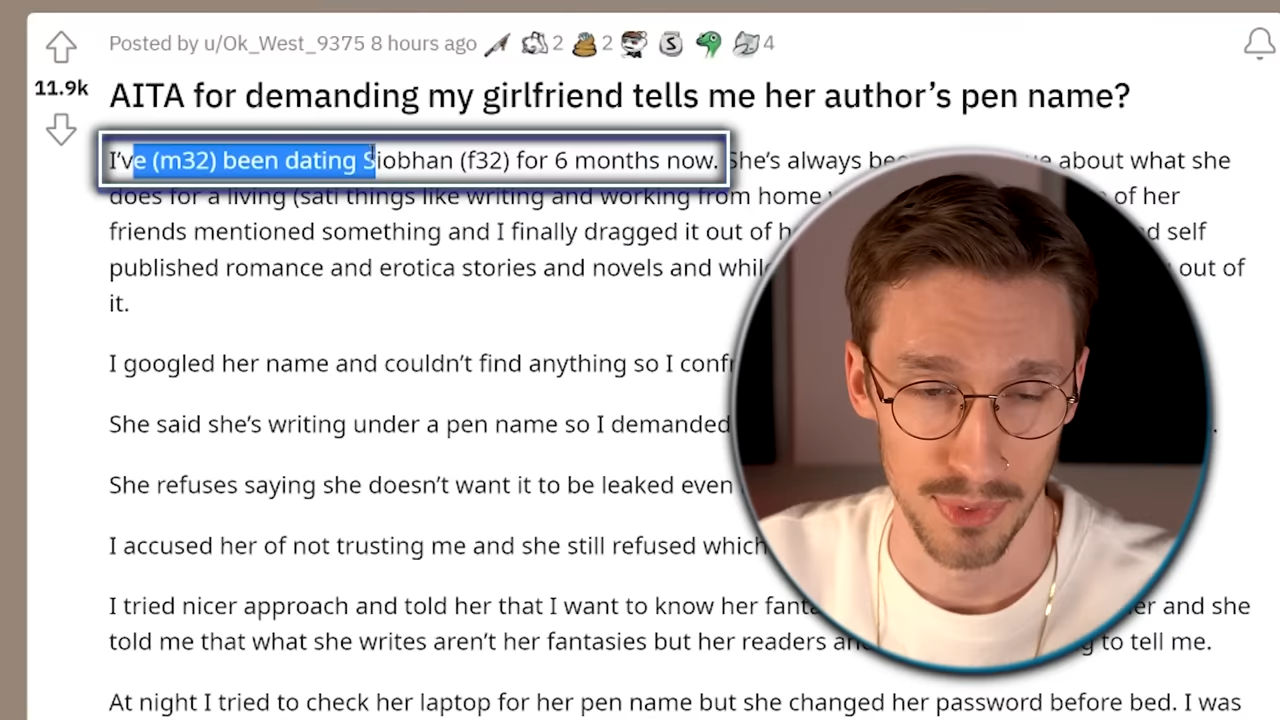 Posted by u/Ok_West_9375 8 hours ago 2 2 4
11.9k
AITA for demanding my girlfriend tells me her author's pen name?
I've (m32) been dating Siobhan (f32) for 6 months now. She's always about what she
does for a living (sati things like writing and working from home of her
friends mentioned something and I finally dragged it out of self
published romance and erotica stories and novels and out of
it.
I googled her name and couldn't find anything so I
She said she's writing under a pen name so I demanded
She refuses saying she doesn't want it to be leaked even
I accused her of not trusting me and she still refused which
I tried nicer approach and told her that I want to know her and she
told me that what she writes aren't her fantasies but her readers to tell me.
At night I tried to check her laptop for her pen name but she changed her password before bed. I was